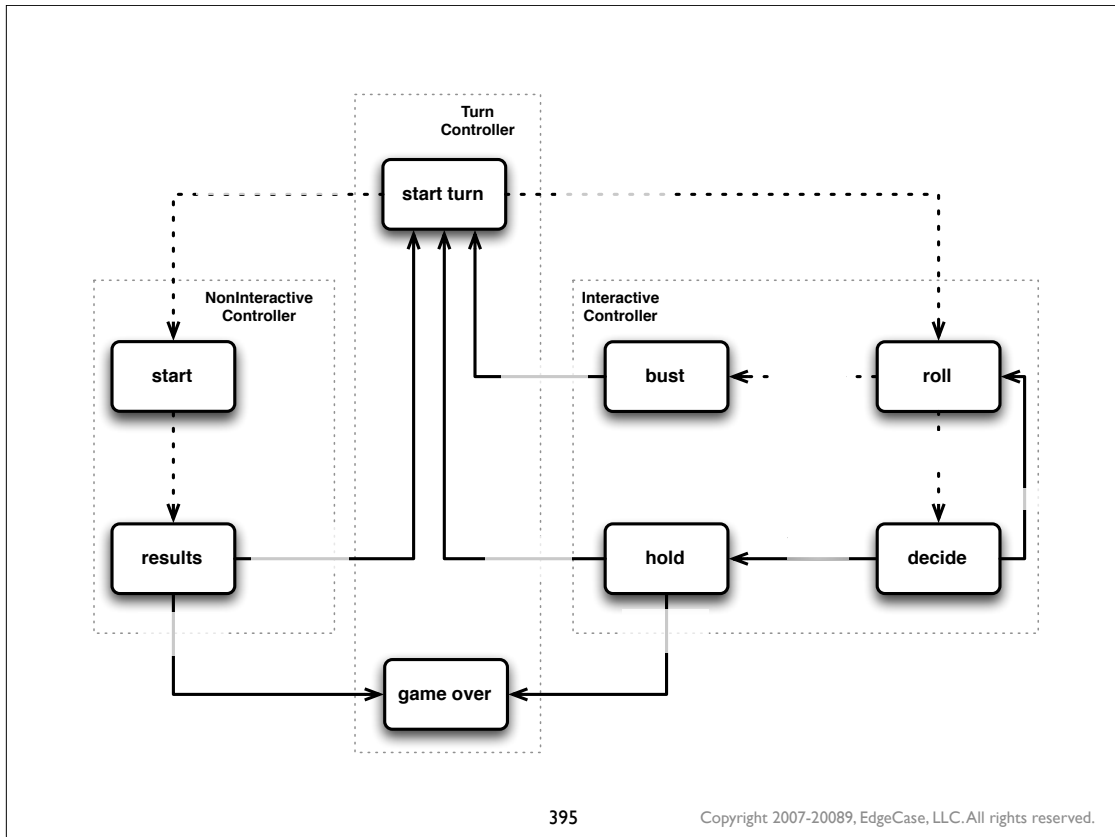 Turn
Controller
start turn
NonInteractive
Controller
Interactive
Controller
start
bust
roll
results
hold
decide
game over
395
Copyright 2007-20089, EdgeCase, LLC. All rights reserved.